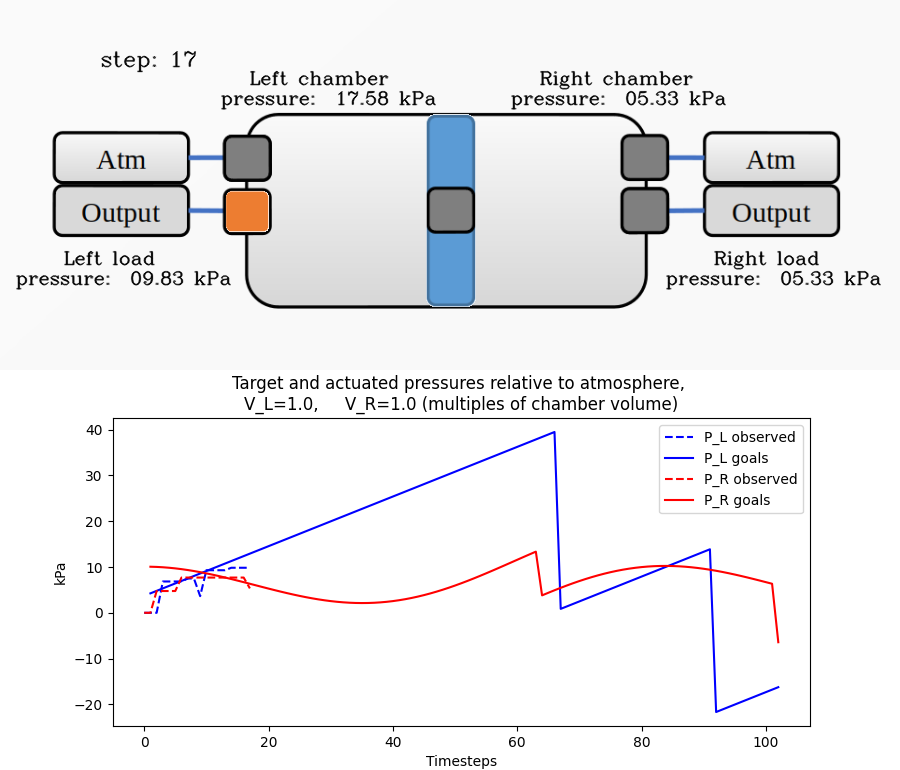 step: 17
Left chamber
pressure: 17.58 kPa
Right chamber
pressure: 05.33 kPa
Atm
Output
Atm
Output
Left load
pressure: 09.83 kPa
Right load
pressure: 05.33 kPa
Target and actuated pressures relative to atmosphere,
V_L=1.0, V_R=1.0 (multiples of chamber volume)
P_L observed
P_L goals
P_R observed
P_R goals
kPa
40
30
20
10
0
−10
−20
0 20 40 60 80 100
Timesteps